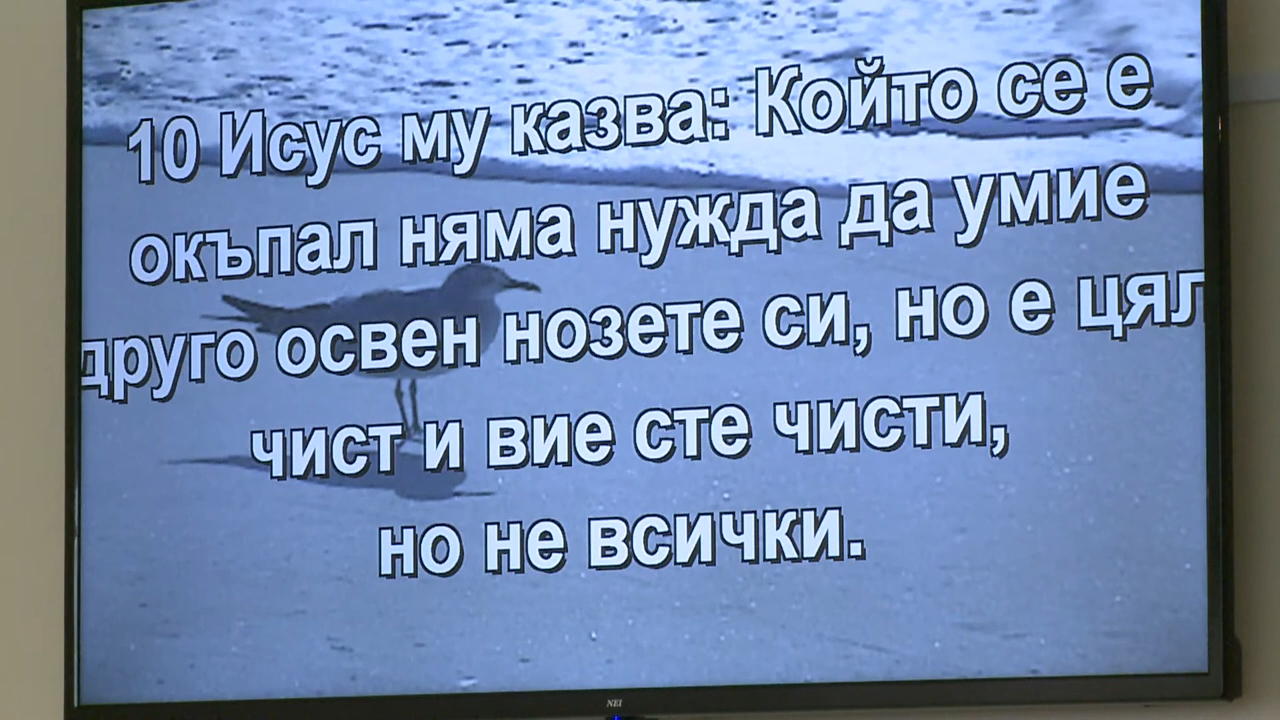 10 Исус му казва: Който се е
окъпал няма нужда да умие
друго освен нозете си, но е цял
чист и вие сте чисти,
но не всички.
NEI